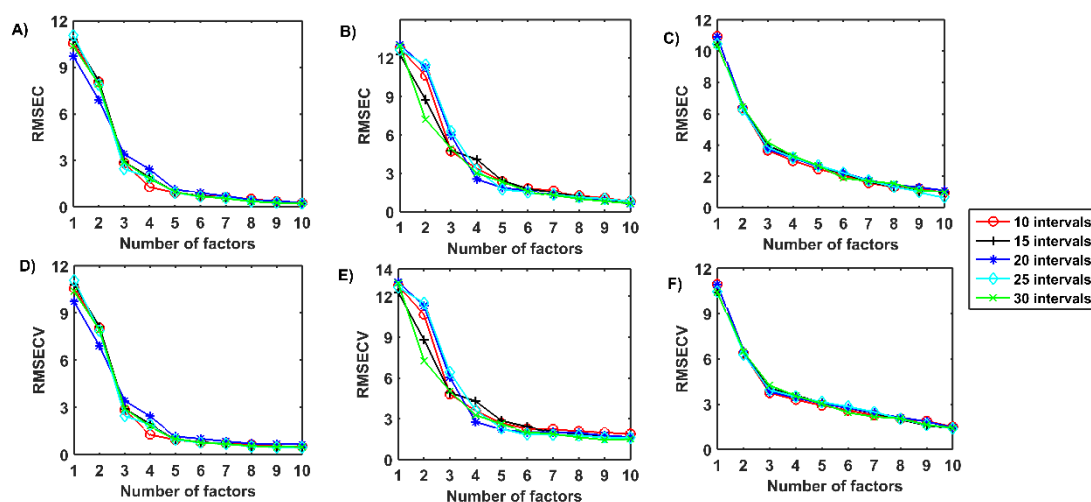 A)
12
9
6
3
0
RMSEC
1 2 3 4 5 6 7 8 9 10
Number of factors
B)
12
9
6
3
0
RMSEC
1 2 3 4 5 6 7 8 9 10
Number of factors
C)
12
10
8
6
4
2
0
RMSEC
1 2 3 4 5 6 7 8 9 10
Number of factors
10 intervals
15 intervals
20 intervals
25 intervals
30 intervals
D)
12
9
6
3
0
RMSECV
1 2 3 4 5 6 7 8 9 10
Number of factors
E)
14
12
9
6
3
0
RMSECV
1 2 3 4 5 6 7 8 9 10
Number of factors
F)
12
9
6
3
0
RMSECV
1 2 3 4 5 6 7 8 9 10
Number of factors